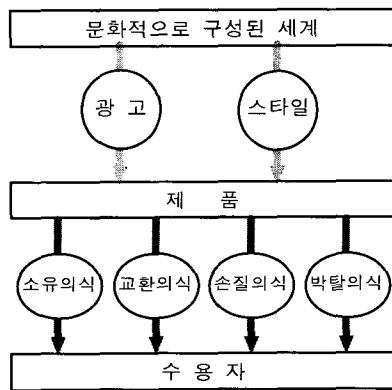 문화적으로 구성된 세계
광 고
스타일
제 품
소유의식
교환의식
손질의식
박탈의식
수 용 자